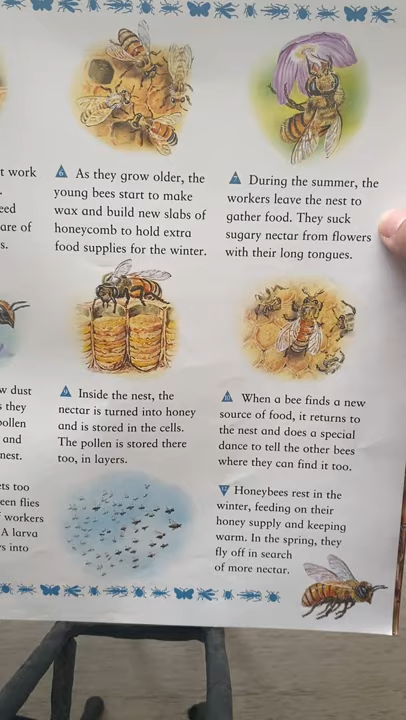 t work
.
eed
are of
s.
6 As they grow older, the
young bees start to make
wax and build new slabs of
honeycomb to hold extra
food supplies for the winter.
7 During the summer, the
workers leave the nest to
gather food. They suck
sugary nectar from flowers
with their long tongues.
w dust
s they
pollen
and
nest.
9 Inside the nest, the
nectar is turned into honey
and is stored in the cells.
The pollen is stored there
too, in layers.
10 When a bee finds a new
source of food, it returns to
the nest and does a special
dance to tell the other bees
where they can find it too.
ets too
een flies
workers
A larva
s into
12 Honeybees rest in the
winter, feeding on their
honey supply and keeping
warm. In the spring, they
fly off in search
of more nectar.